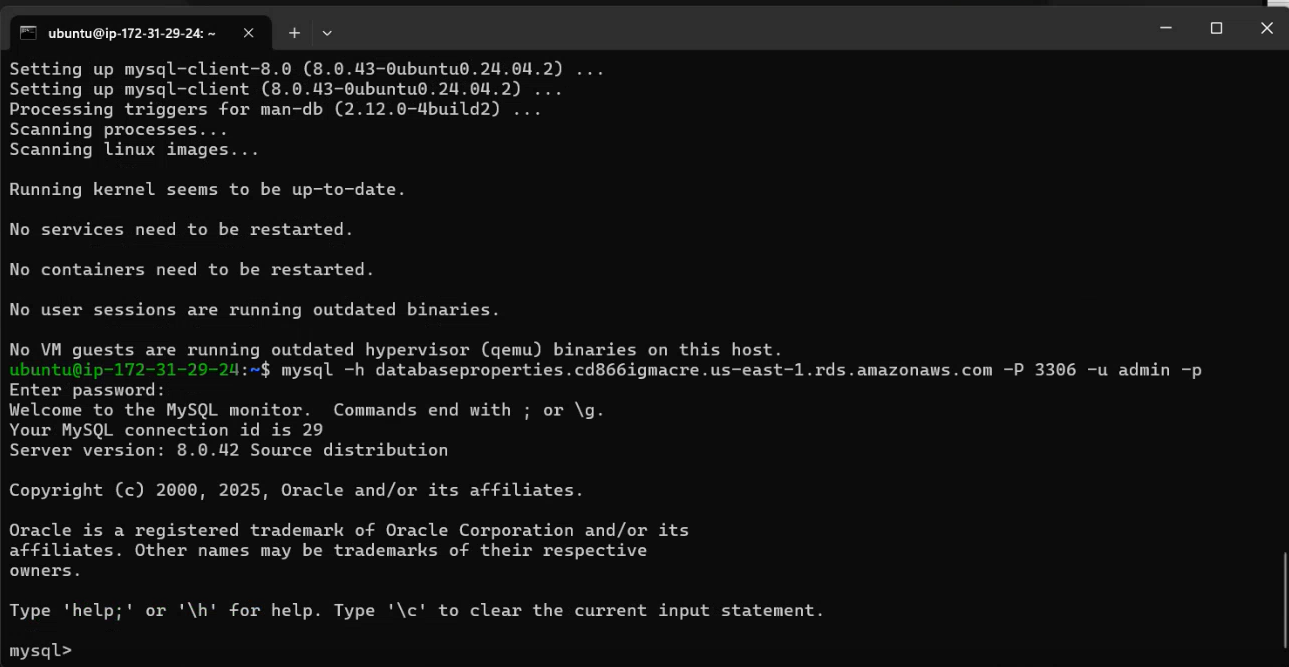 ubuntu@ip-172-31-29-24: ~
Setting up mysql-client-8.0 (8.0.43-0ubuntu0.24.04.2) ...
Setting up mysql-client (8.0.43-0ubuntu0.24.04.2) ...
Processing triggers for man-db (2.12.0-4build2) ...
Scanning processes...
Scanning linux images...
Running kernel seems to be up-to-date.
No services need to be restarted.
No containers need to be restarted.
No user sessions are running outdated binaries.
No VM guests are running outdated hypervisor (qemu) binaries on this host.
ubuntu@ip-172-31-29-24:~$ mysql -h databaseproperties.cd866igmacre.us-east-1.rds.amazonaws.com -P 3306 -u admin -p
Enter password:
Welcome to the MySQL monitor.  Commands end with ; or \g.
Your MySQL connection id is 29
Server version: 8.0.42 Source distribution
Copyright (c) 2000, 2025, Oracle and/or its affiliates.
Oracle is a registered trademark of Oracle Corporation and/or its
affiliates. Other names may be trademarks of their respective
owners.
Type 'help;' or '\h' for help. Type '\c' to clear the current input statement.
mysql>